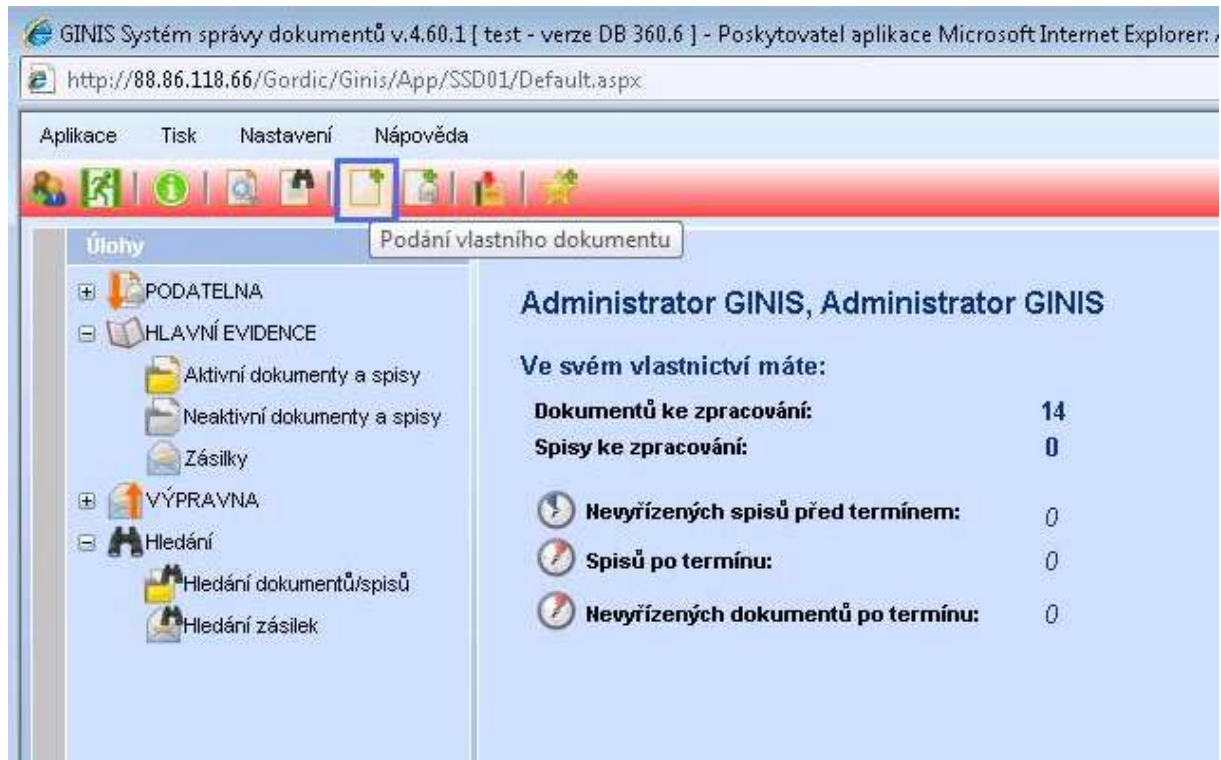 GINIS Systém správy dokumentů v.4.60.1 [ test - verze DB 360.6 ] - Poskytovatel aplikace Microsoft Internet Explorer:
http://88.86.118.66/Gordic/Ginis/App/SSD01/Default.aspx
Aplikace Tisk Nastavení Nápověda
Podání vlastního dokumentu
Úlohy
PODATELNA
HLAVNÍ EVIDENCE
Aktivní dokumenty a spisy
Neaktivní dokumenty a spisy
Zásilky
VÝPRAVNA
Hledání
Hledání dokumentů/spisů
Hledání zásilek
Administrator GINIS, Administrator GINIS
Ve svém vlastnictví máte:
Dokumentů ke zpracování: 14
Spisy ke zpracování: 0
Nevyřízených spisů před termínem: 0
Spisů po termínu: 0
Nevyřízených dokumentů po termínu: 0